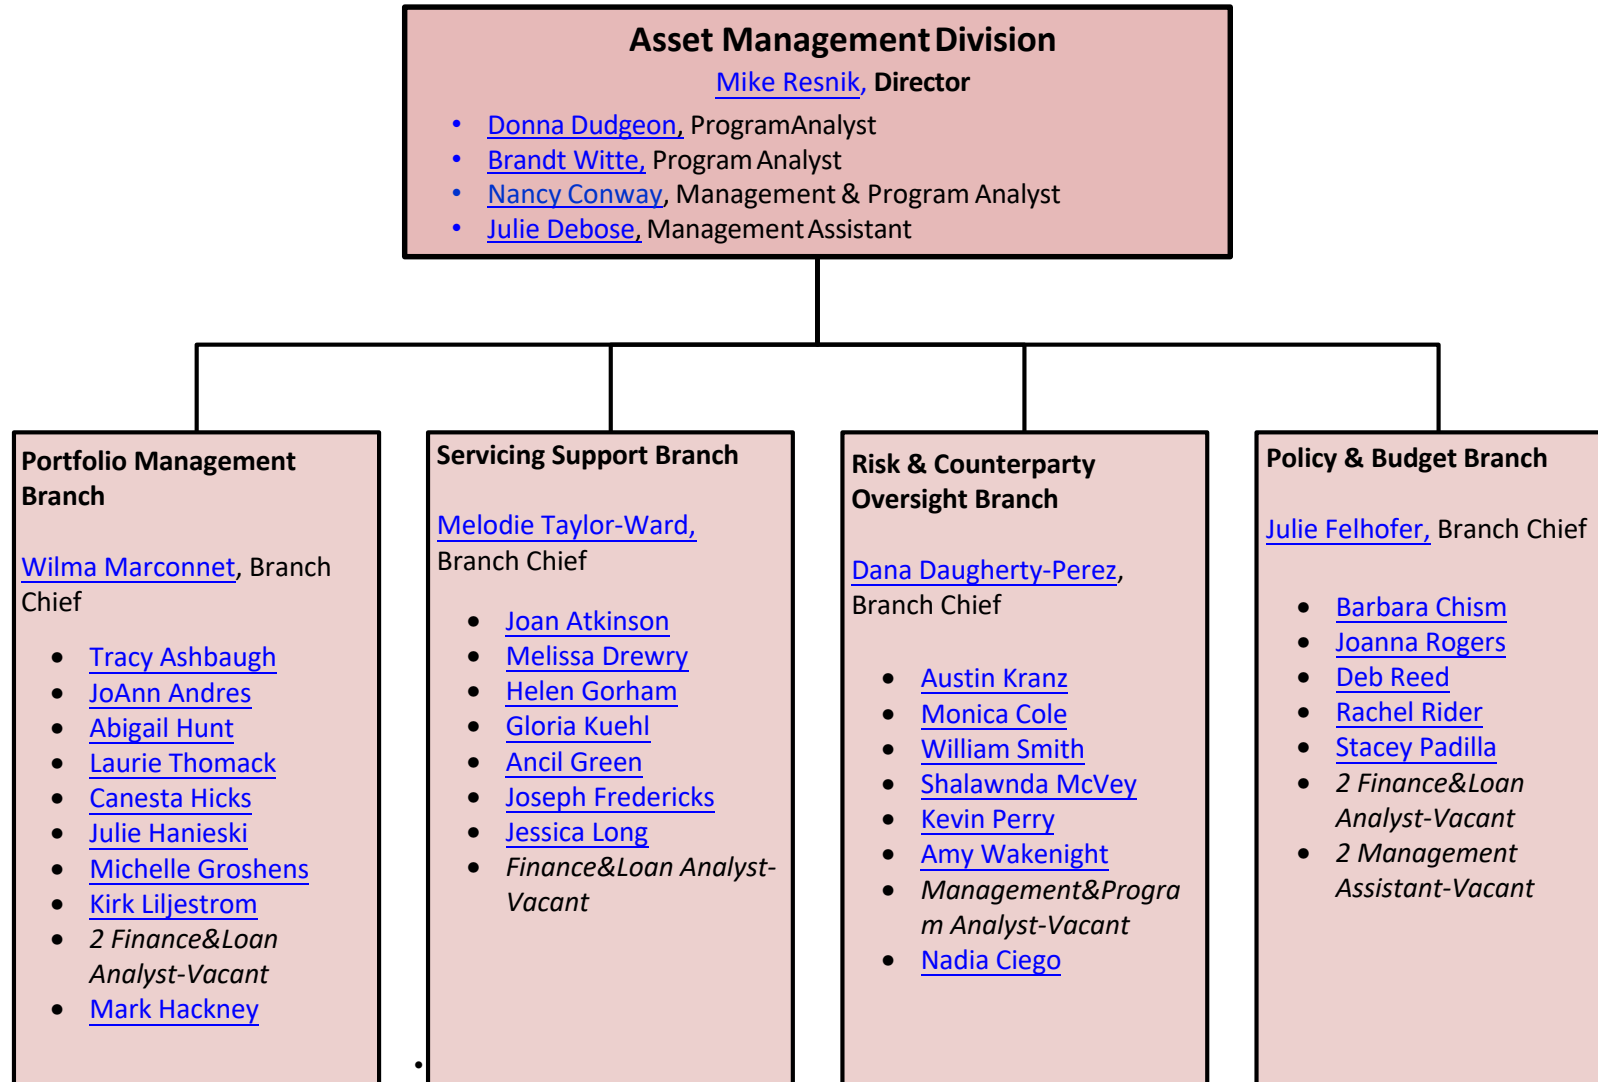 Asset Management Division
Mike Resnik, Director
• Donna Dudgeon, ProgramAnalyst
• Brandt Witte, Program Analyst
• Nancy Conway, Management & Program Analyst
• Julie Debose, Management Assistant
Portfolio Management
Branch
Wilma Marconnet, Branch
Chief
• Tracy Ashbaugh
• JoAnn Andres
• Abigail Hunt
• Laurie Thomack
• Canesta Hicks
• Julie Hanieski
• Michelle Groshens
• Kirk Liljestrom
• 2 Finance&Loan
Analyst-Vacant
• Mark Hackney
Servicing Support Branch
Melodie Taylor-Ward,
Branch Chief
• Joan Atkinson
• Melissa Drewry
• Helen Gorham
• Gloria Kuehl
• Ancil Green
• Joseph Fredericks
• Jessica Long
• Finance&Loan Analyst-
Vacant
Risk & Counterparty
Oversight Branch
Dana Daugherty-Perez,
Branch Chief
• Austin Kranz
• Monica Cole
• William Smith
• Shalawnda McVey
• Kevin Perry
• Amy Wakenight
• Management&Progra
m Analyst-Vacant
• Nadia Ciego
Policy & Budget Branch
Julie Felhofer, Branch Chief
• Barbara Chism
• Joanna Rogers
• Deb Reed
• Rachel Rider
• Stacey Padilla
• 2 Finance&Loan
Analyst-Vacant
• 2 Management
Assistant-Vacant